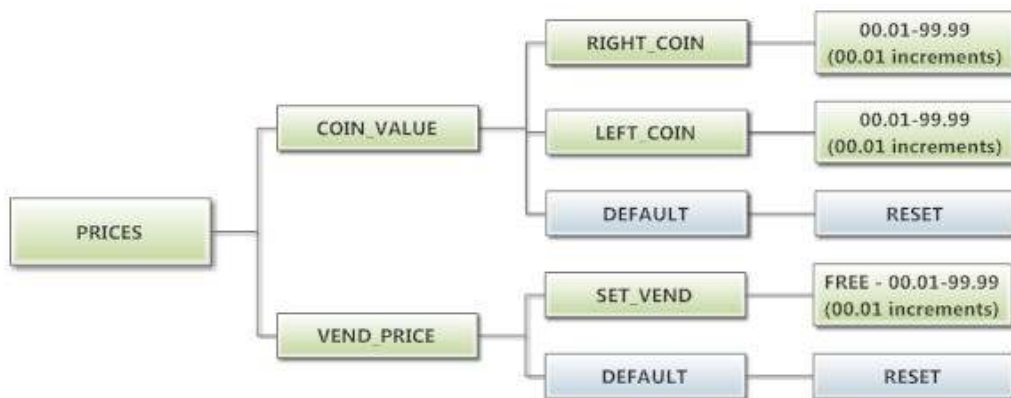 RIGHT_COIN
00.01-99.99
(00.01 increments)
COIN_VALUE
LEFT_COIN
00.01-99.99
(00.01 increments)
DEFAULT
RESET
PRICES
SET_VEND
FREE - 00.01-99.99
(00.01 increments)
VEND_PRICE
DEFAULT
RESET